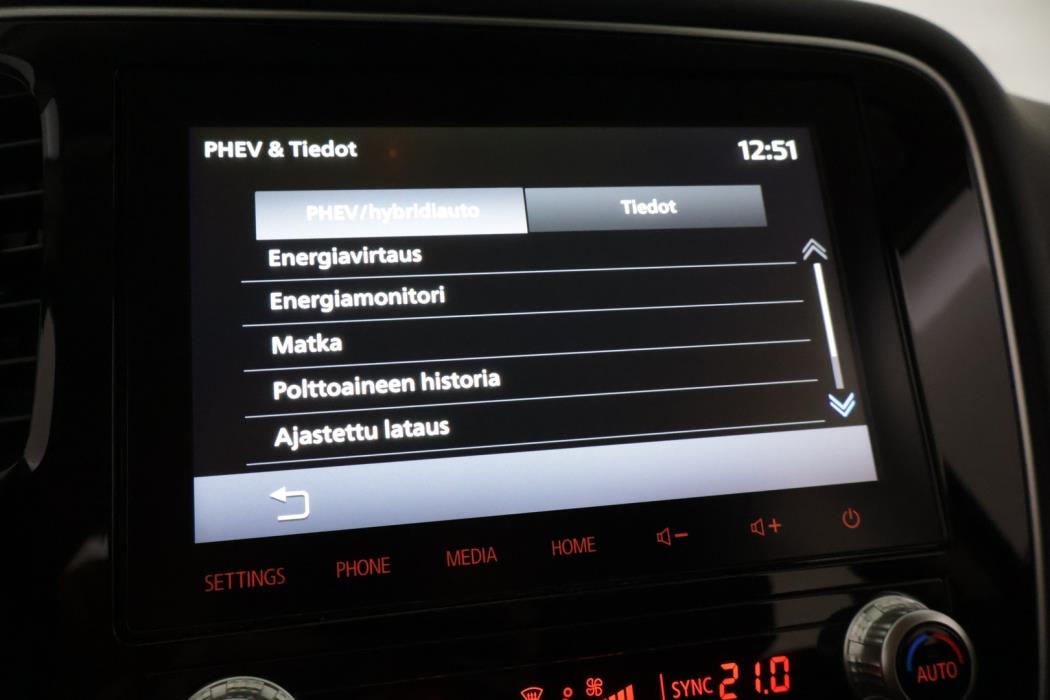 PHEV & Tiedot 12:51
PHEV/hybridiauto Tiedot
Energiavirtaus
Energiamonitori
Matka
Polttoaineen historia
Ajastettu lataus
SETTINGS PHONE MEDIA HOME
SYNC 21.0 AUTO